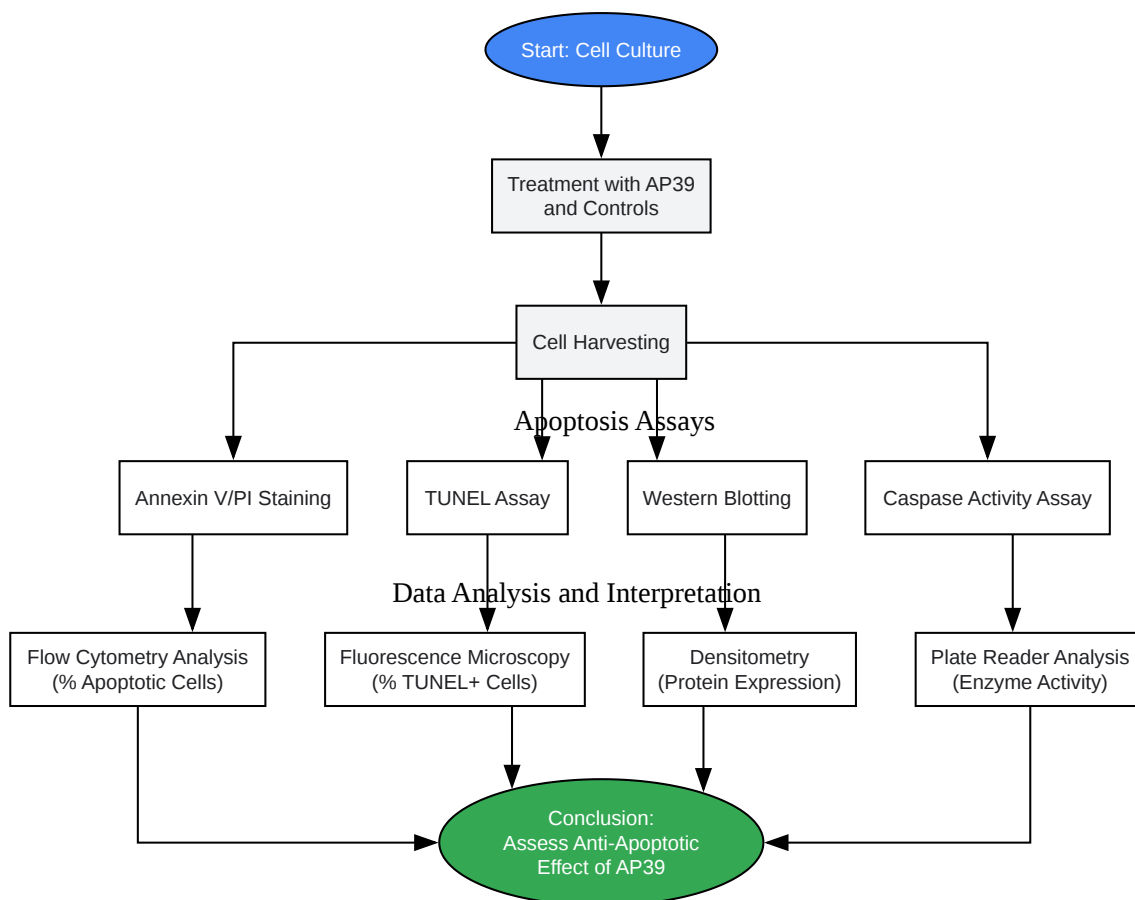 Start: Cell Culture
Treatment with AP39
and Controls
Cell Harvesting
Apoptosis Assays
Annexin V/PI Staining
TUNEL Assay
Western Blotting
Caspase Activity Assay
Data Analysis and Interpretation
Flow Cytometry Analysis
(% Apoptotic Cells)
Fluorescence Microscopy
(% TUNEL+ Cells)
Densitometry
(Protein Expression)
Plate Reader Analysis
(Enzyme Activity)
Conclusion:
Assess Anti-Apoptotic
Effect of AP39